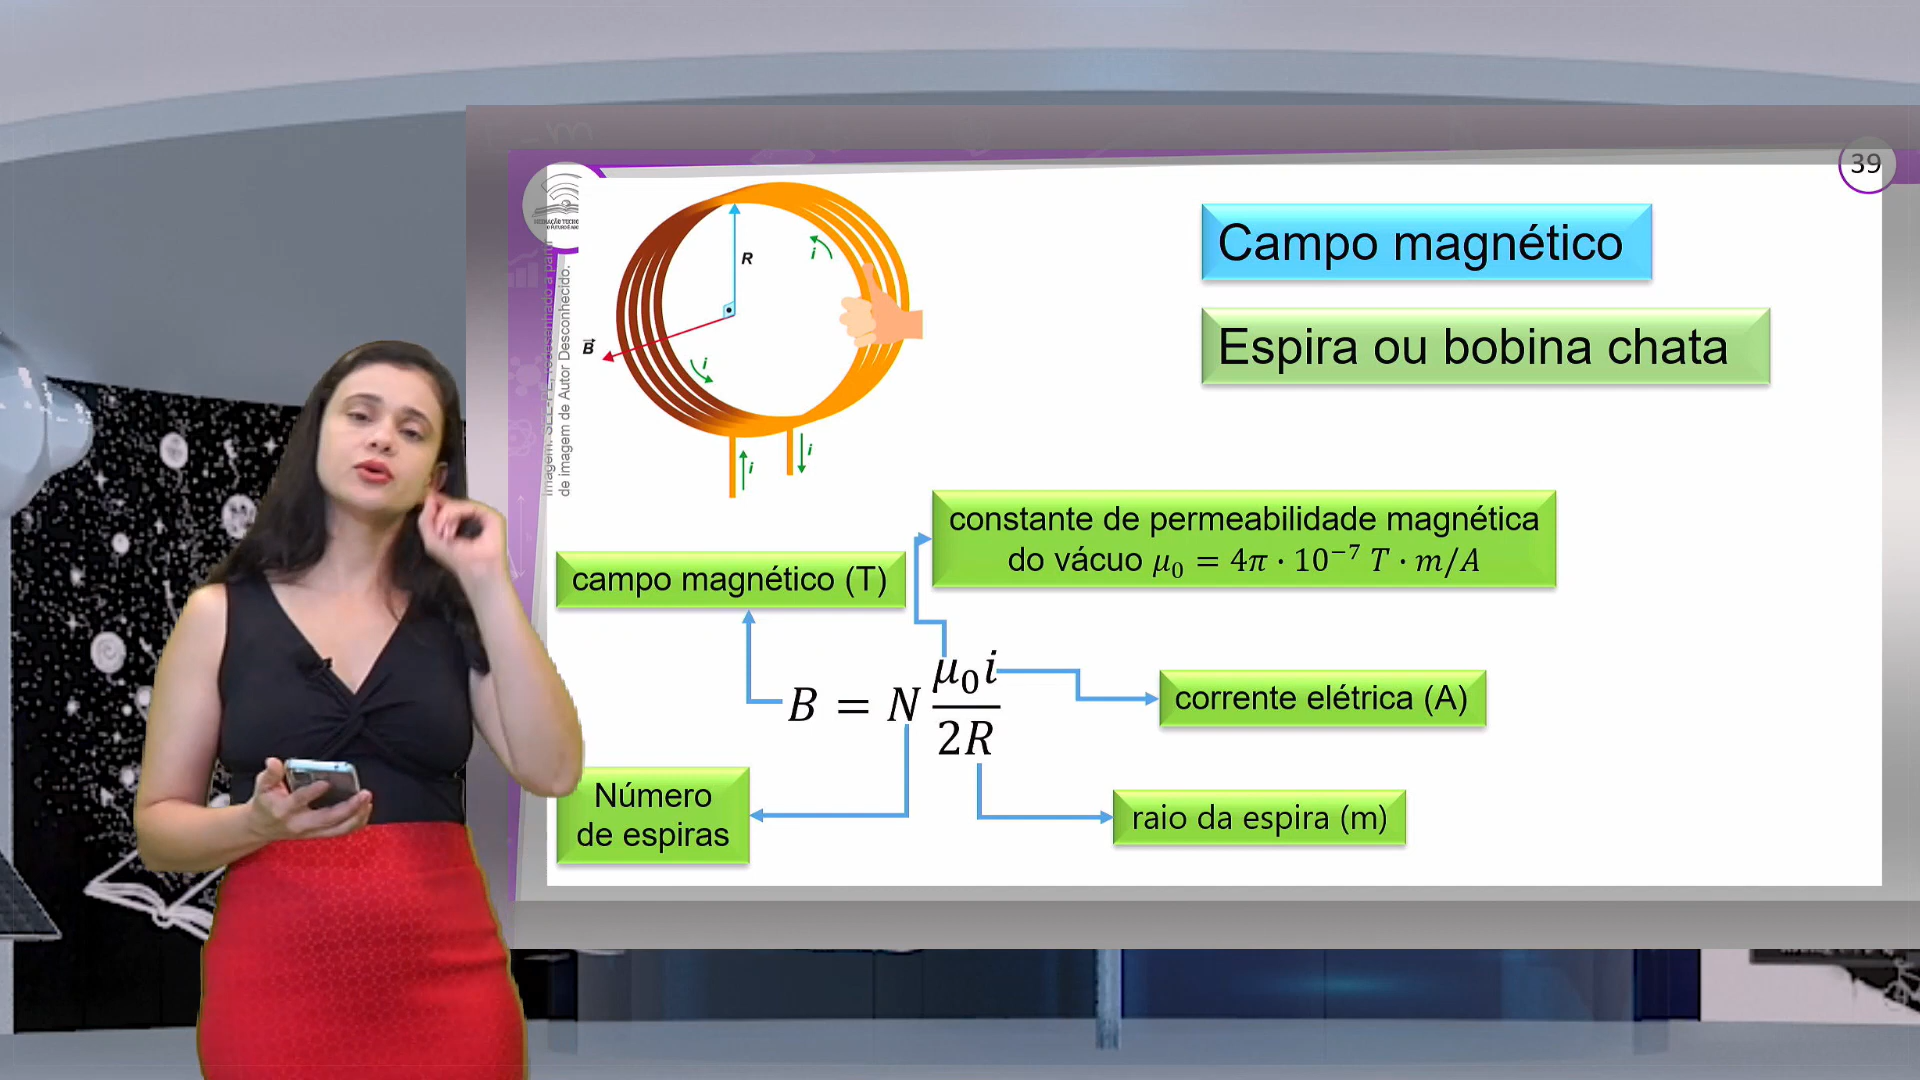 39
Campo magnético
Espira ou bobina chata
R
i
B⃗
i
i
i
de imagem de Autor Desconhecido.
constante de permeabilidade magnética
do vácuo μ₀ = 4π · 10⁻⁷ T · m/A
campo magnético (T)
B = N μ₀i / 2R
corrente elétrica (A)
Número
de espiras
raio da espira (m)